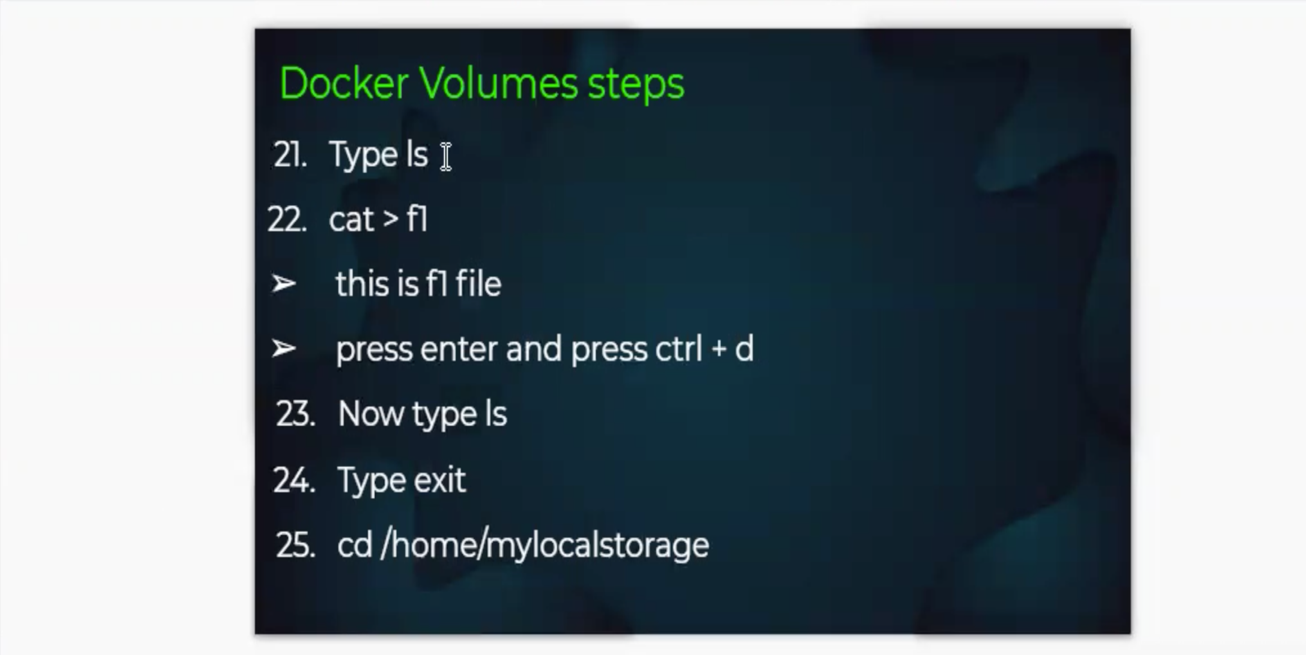 Docker Volumes steps
21. Type ls
22. cat > f1
➢ this is f1 file
➢ press enter and press ctrl + d
23. Now type ls
24. Type exit
25. cd /home/mylocalstorage